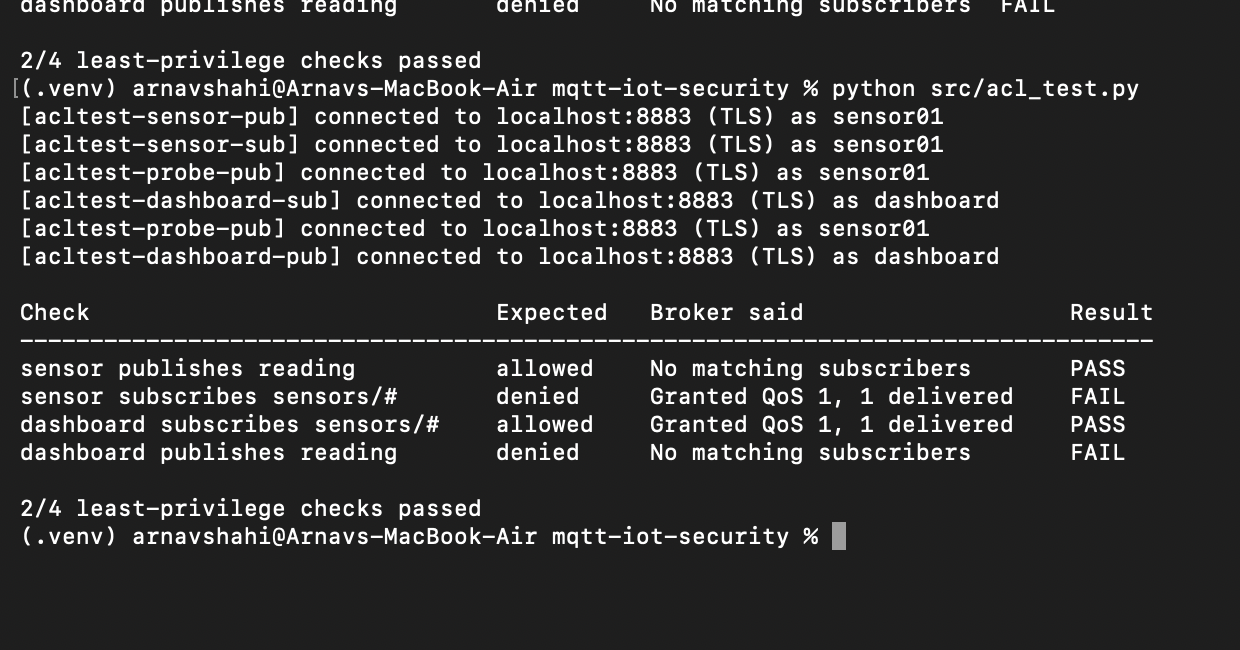 dashboard publishes reading       denied     No matching subscribers  FAIL
2/4 least-privilege checks passed
[(.venv) arnavshahi@Arnavs-MacBook-Air mqtt-iot-security % python src/acl_test.py
[acltest-sensor-pub] connected to localhost:8883 (TLS) as sensor01
[acltest-sensor-sub] connected to localhost:8883 (TLS) as sensor01
[acltest-probe-pub] connected to localhost:8883 (TLS) as sensor01
[acltest-dashboard-sub] connected to localhost:8883 (TLS) as dashboard
[acltest-probe-pub] connected to localhost:8883 (TLS) as sensor01
[acltest-dashboard-pub] connected to localhost:8883 (TLS) as dashboard
Check                             Expected   Broker said                   Result
---------------------------------------------------------------------------------
sensor publishes reading          allowed    No matching subscribers       PASS
sensor subscribes sensors/#       denied     Granted QoS 1, 1 delivered    FAIL
dashboard subscribes sensors/#    allowed    Granted QoS 1, 1 delivered    PASS
dashboard publishes reading       denied     No matching subscribers       FAIL
2/4 least-privilege checks passed
(.venv) arnavshahi@Arnavs-MacBook-Air mqtt-iot-security %